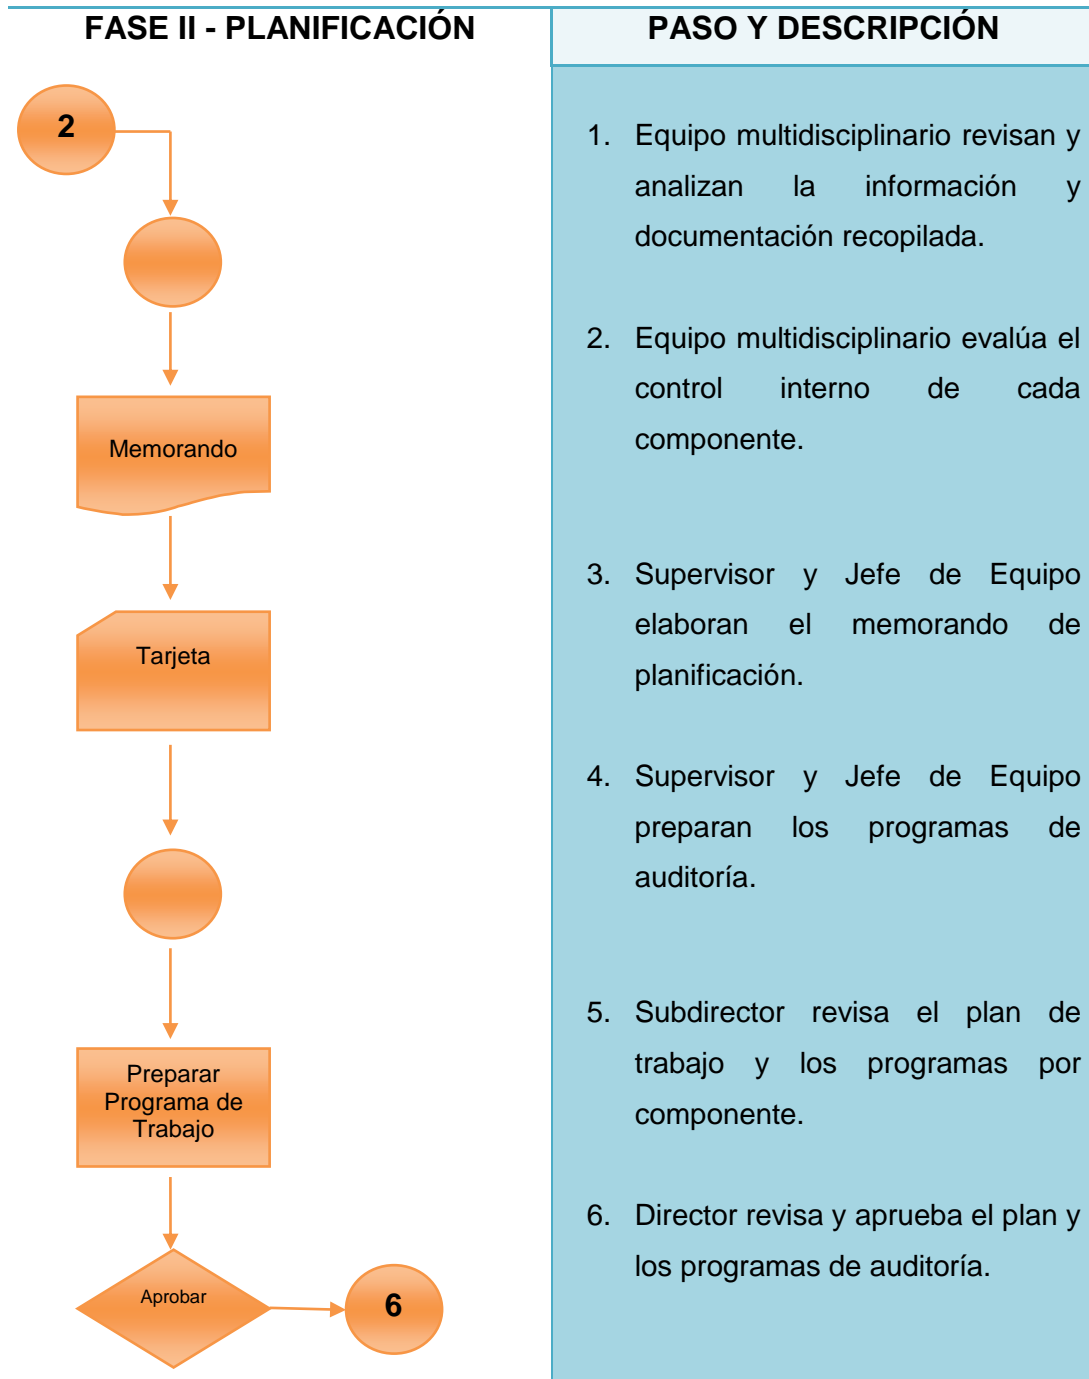 FASE II - PLANIFICACIÓN
PASO Y DESCRIPCIÓN
2
Memorando
Tarjeta
Preparar
Programa de
Trabajo
Aprobar
6
1. Equipo multidisciplinario revisan y
analizan la información y
documentación recopilada.
2. Equipo multidisciplinario evalúa el
control interno de cada
componente.
3. Supervisor y Jefe de Equipo
elaboran el memorando de
planificación.
4. Supervisor y Jefe de Equipo
preparan los programas de
auditoría.
5. Subdirector revisa el plan de
trabajo y los programas por
componente.
6. Director revisa y aprueba el plan y
los programas de auditoría.